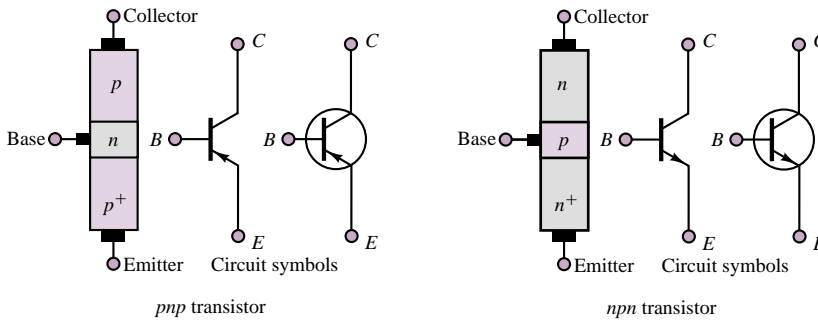 Collector
C
C
p
Base
n
B
B
p+
E
E
Emitter
Circuit symbols
pnp transistor
Collector
C
n
Base
p
B
B
n+
E
Emitter
Circuit symbols
npn transistor